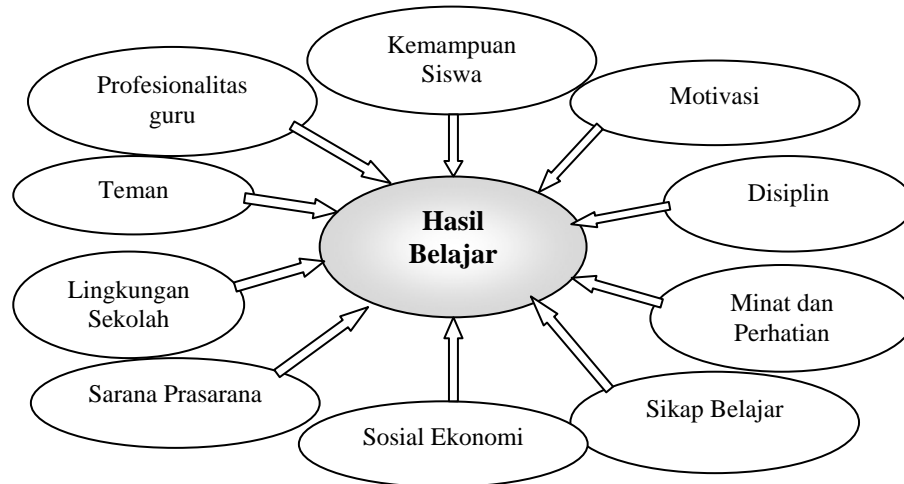 Kemampuan
Siswa
Profesionalitas
guru
Motivasi
Teman
Disiplin
Hasil
Belajar
Lingkungan
Sekolah
Minat dan
Perhatian
Sarana Prasarana
Sikap Belajar
Sosial Ekonomi